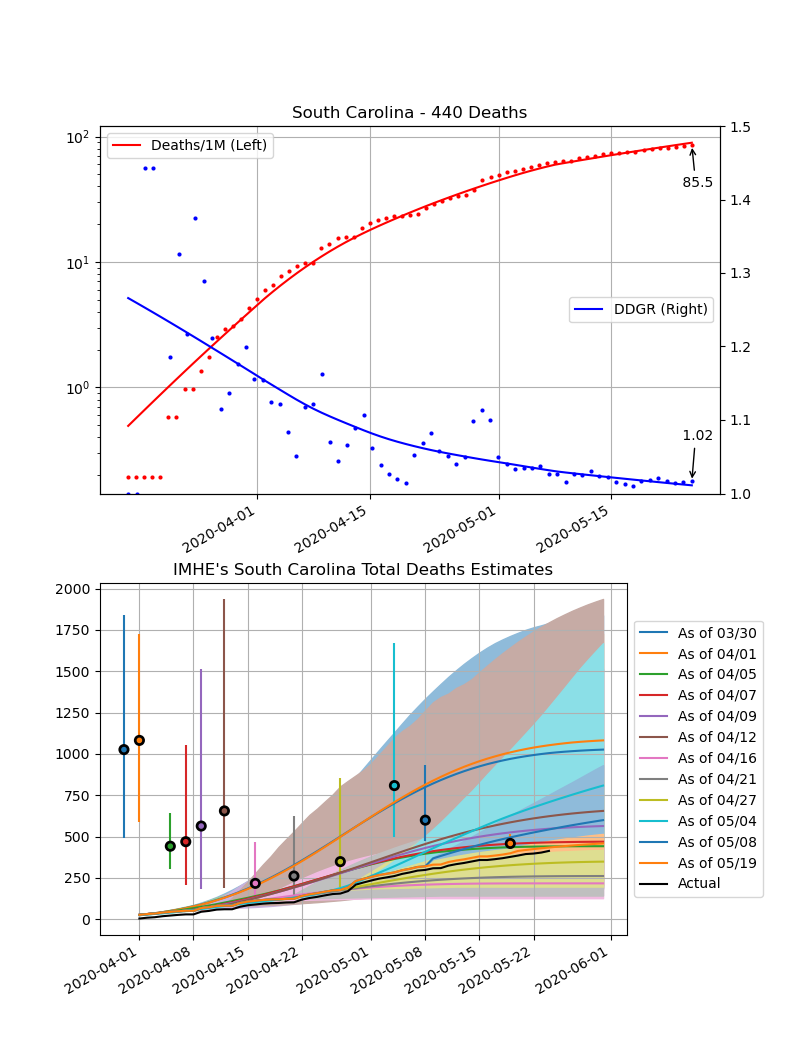 South Carolina - 440 Deaths
10²
10¹
10⁰
Deaths/1M (Left)
DDGR (Right)
85.5
1.02
1.5
1.4
1.3
1.2
1.1
1.0
2020-04-01
2020-04-15
2020-05-01
2020-05-15
IMHE's South Carolina Total Deaths Estimates
2000
1750
1500
1250
1000
750
500
250
0
2020-04-01
2020-04-08
2020-04-15
2020-04-22
2020-05-01
2020-05-08
2020-05-15
2020-05-22
2020-06-01
As of 03/30
As of 04/01
As of 04/05
As of 04/07
As of 04/09
As of 04/12
As of 04/16
As of 04/21
As of 04/27
As of 05/04
As of 05/08
As of 05/19
Actual